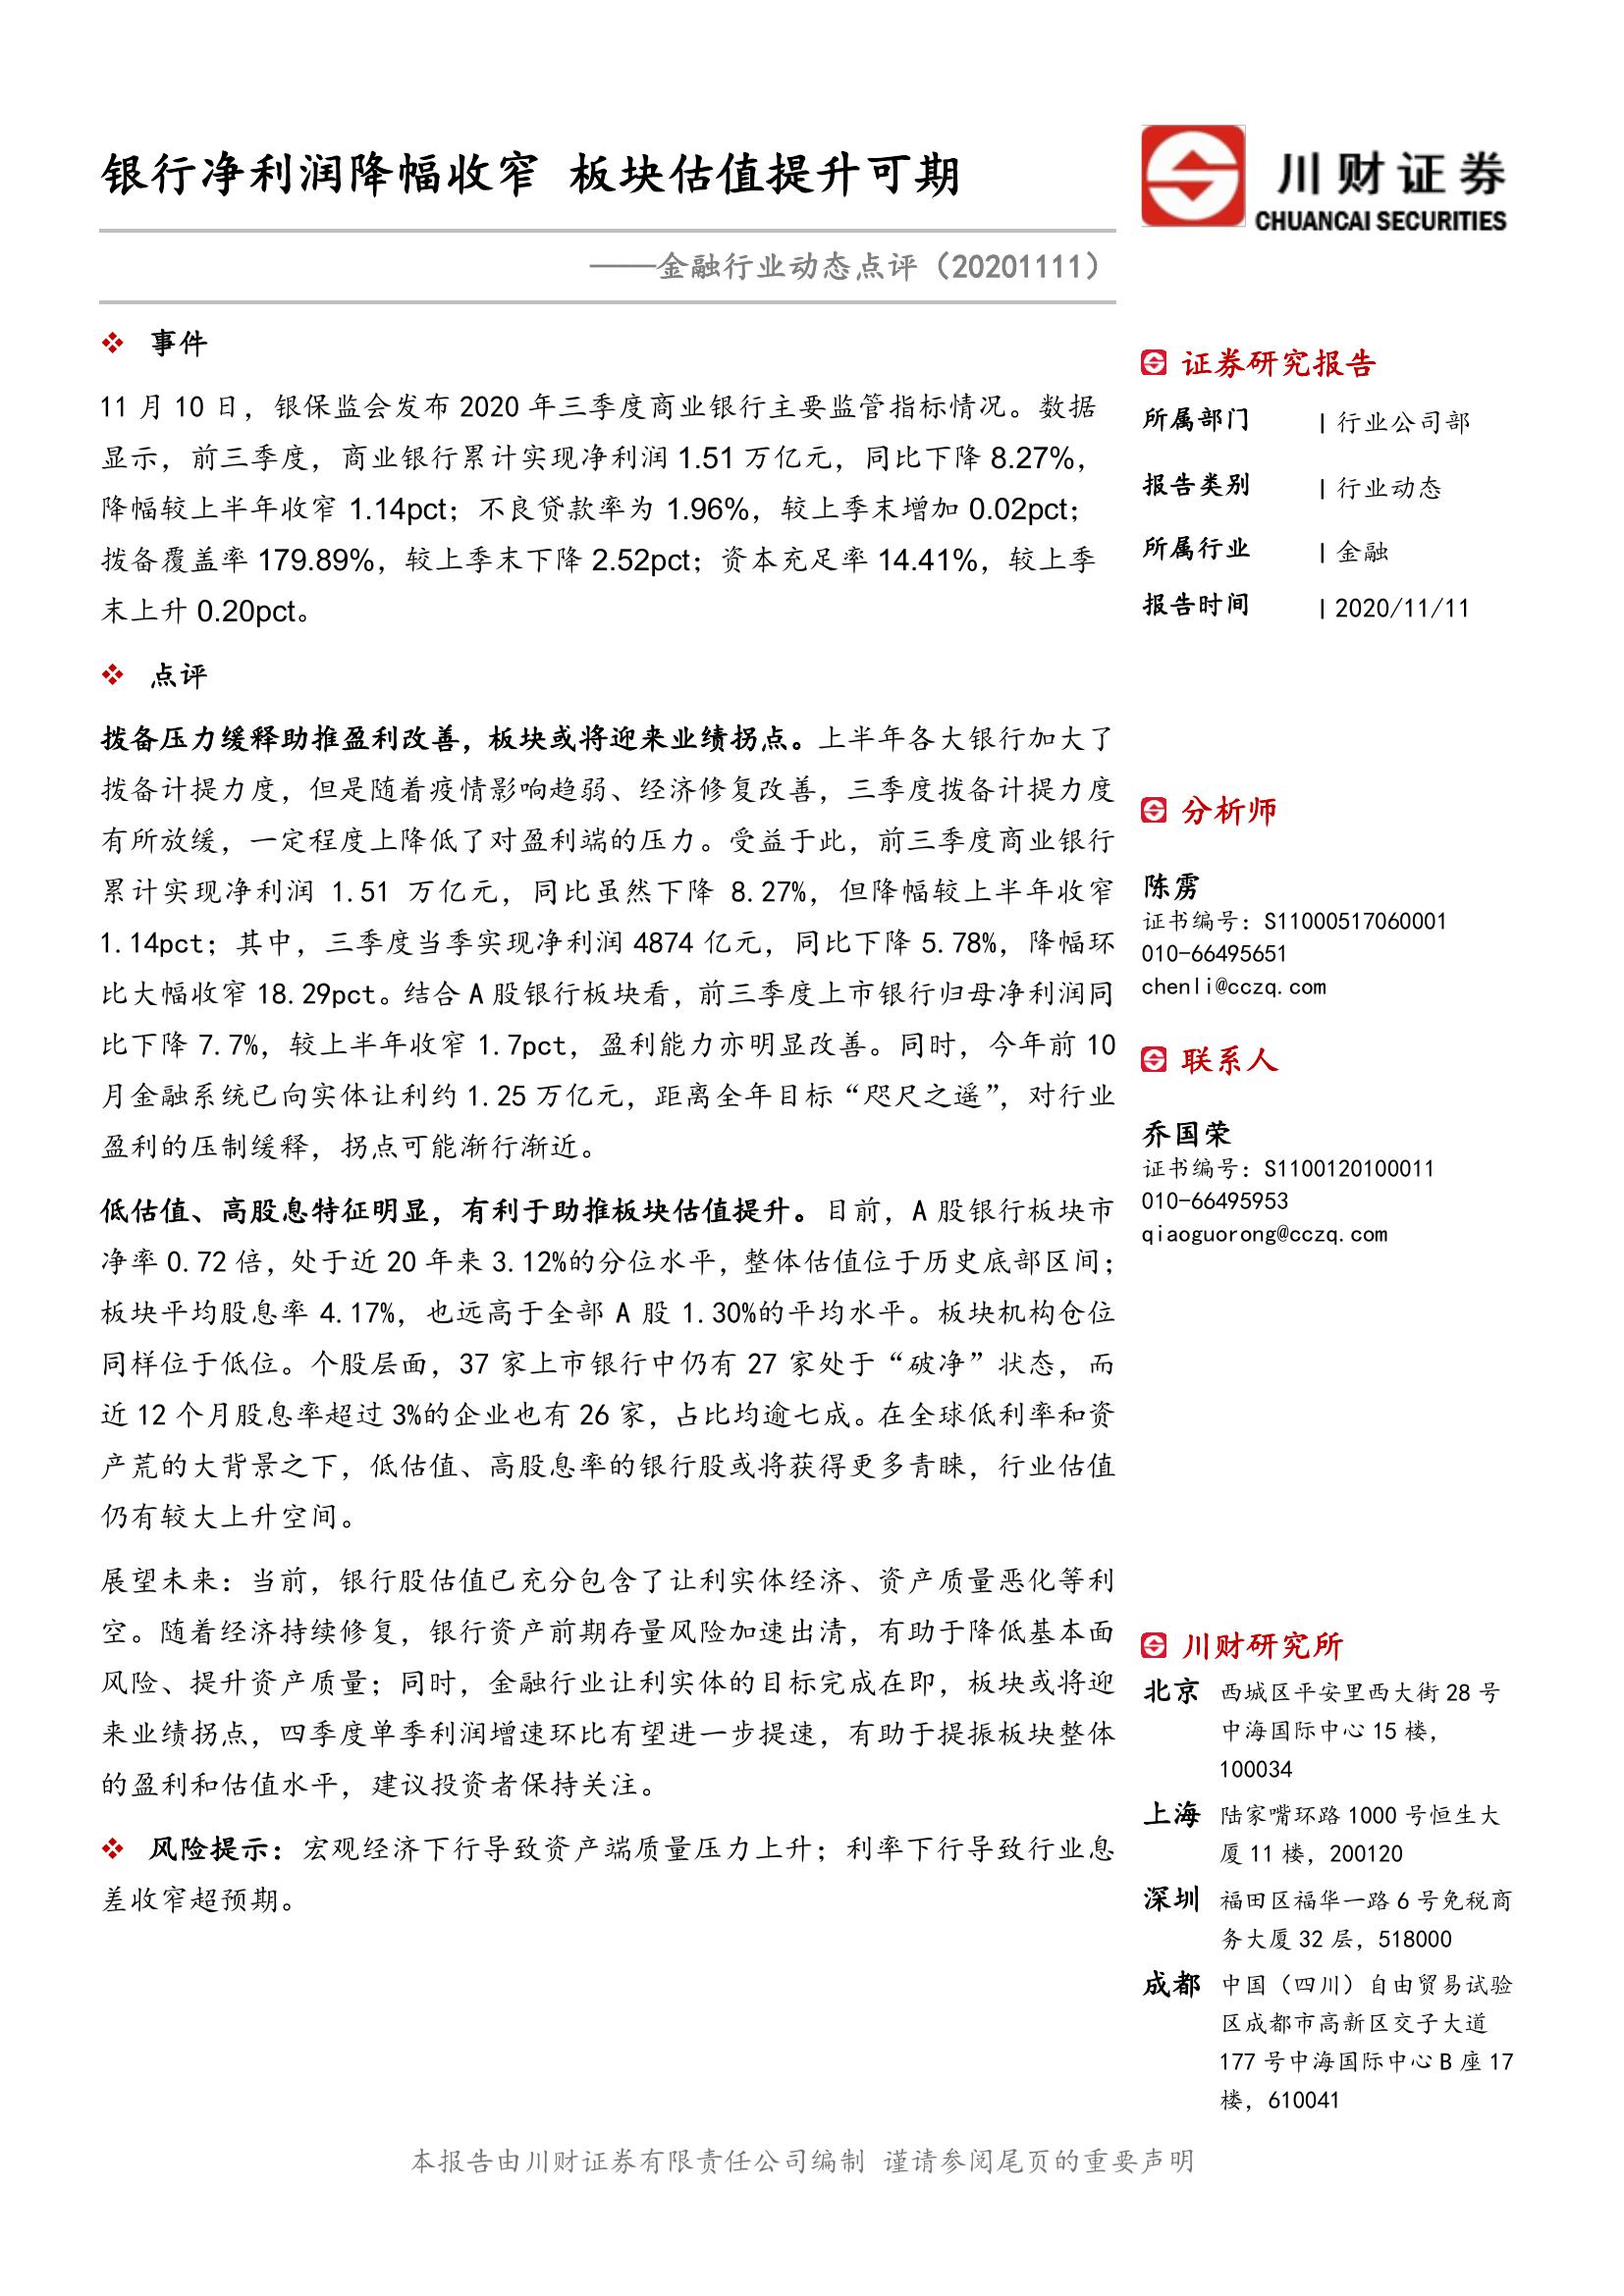 银行净利润降幅收窄 板块估值提升可期
——金融行业动态点评（20201111）
川财证券
CHUANCAI SECURITIES
事件
11 月 10 日，银保监会发布 2020 年三季度商业银行主要监管指标情况。数据
显示，前三季度，商业银行累计实现净利润 1.51 万亿元，同比下降 8.27%，
降幅较上半年收窄 1.14pct；不良贷款率为 1.96%，较上季末增加 0.02pct；
拨备覆盖率 179.89%，较上季末下降 2.52pct；资本充足率 14.41%，较上季
末上升 0.20pct。
点评
拨备压力缓释助推盈利改善，板块或将迎来业绩拐点。上半年各大银行加大了
拨备计提力度，但是随着疫情影响趋弱、经济修复改善，三季度拨备计提力度
有所放缓，一定程度上降低了对盈利端的压力。受益于此，前三季度商业银行
累计实现净利润 1.51 万亿元，同比虽然下降 8.27%，但降幅较上半年收窄
1.14pct；其中，三季度当季实现净利润 4874 亿元，同比下降 5.78%，降幅环
比大幅收窄 18.29pct。结合 A 股银行板块看，前三季度上市银行归母净利润同
比下降 7.7%，较上半年收窄 1.7pct，盈利能力亦明显改善。同时，今年前 10
月金融系统已向实体让利约 1.25 万亿元，距离全年目标“咫尺之遥”，对行业
盈利的压制缓释，拐点可能渐行渐近。
低估值、高股息特征明显，有利于助推板块估值提升。目前，A 股银行板块市
净率 0.72 倍，处于近 20 年来 3.12%的分位水平，整体估值位于历史底部区间；
板块平均股息率 4.17%，也远高于全部 A 股 1.30%的平均水平。板块机构仓位
同样位于低位。个股层面，37 家上市银行中仍有 27 家处于“破净”状态，而
近 12 个月股息率超过 3%的企业也有 26 家，占比均逾七成。在全球低利率和资
产荒的大背景之下，低估值、高股息率的银行股或将获得更多青睐，行业估值
仍有较大上升空间。
展望未来：当前，银行股估值已充分包含了让利实体经济、资产质量恶化等利
空。随着经济持续修复，银行资产前期存量风险加速出清，有助于降低基本面
风险、提升资产质量；同时，金融行业让利实体的目标完成在即，板块或将迎
来业绩拐点，四季度单季利润增速环比有望进一步提速，有助于提振板块整体
的盈利和估值水平，建议投资者保持关注。
风险提示：宏观经济下行导致资产端质量压力上升；利率下行导致行业息
差收窄超预期。
证券研究报告
所属部门 | 行业公司部
报告类别 | 行业动态
所属行业 | 金融
报告时间 | 2020/11/11
分析师
陈雳
证书编号：S11000517060001
010-66495651
chenli@cczq.com
联系人
乔国荣
证书编号：S1100120100011
010-66495953
qiaoguorong@cczq.com
川财研究所
北京 西城区平安里西大街 28 号
中海国际中心 15 楼，
100034
上海 陆家嘴环路 1000 号恒生大
厦 11 楼，200120
深圳 福田区福华一路 6 号免税商
务大厦 32 层，518000
成都 中国（四川）自由贸易试验
区成都市高新区交子大道
177 号中海国际中心 B 座 17
楼，610041
本报告由川财证券有限责任公司编制 谨请参阅尾页的重要声明